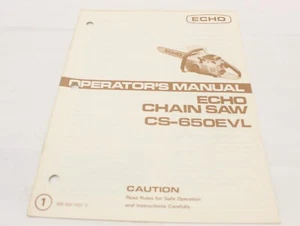 ECHO
OPERATOR'S MANUAL
ECHO
CHAIN SAW
CS-650EVL
CAUTION
Read Rules for Safe Operation
and Instructions Carefully
1